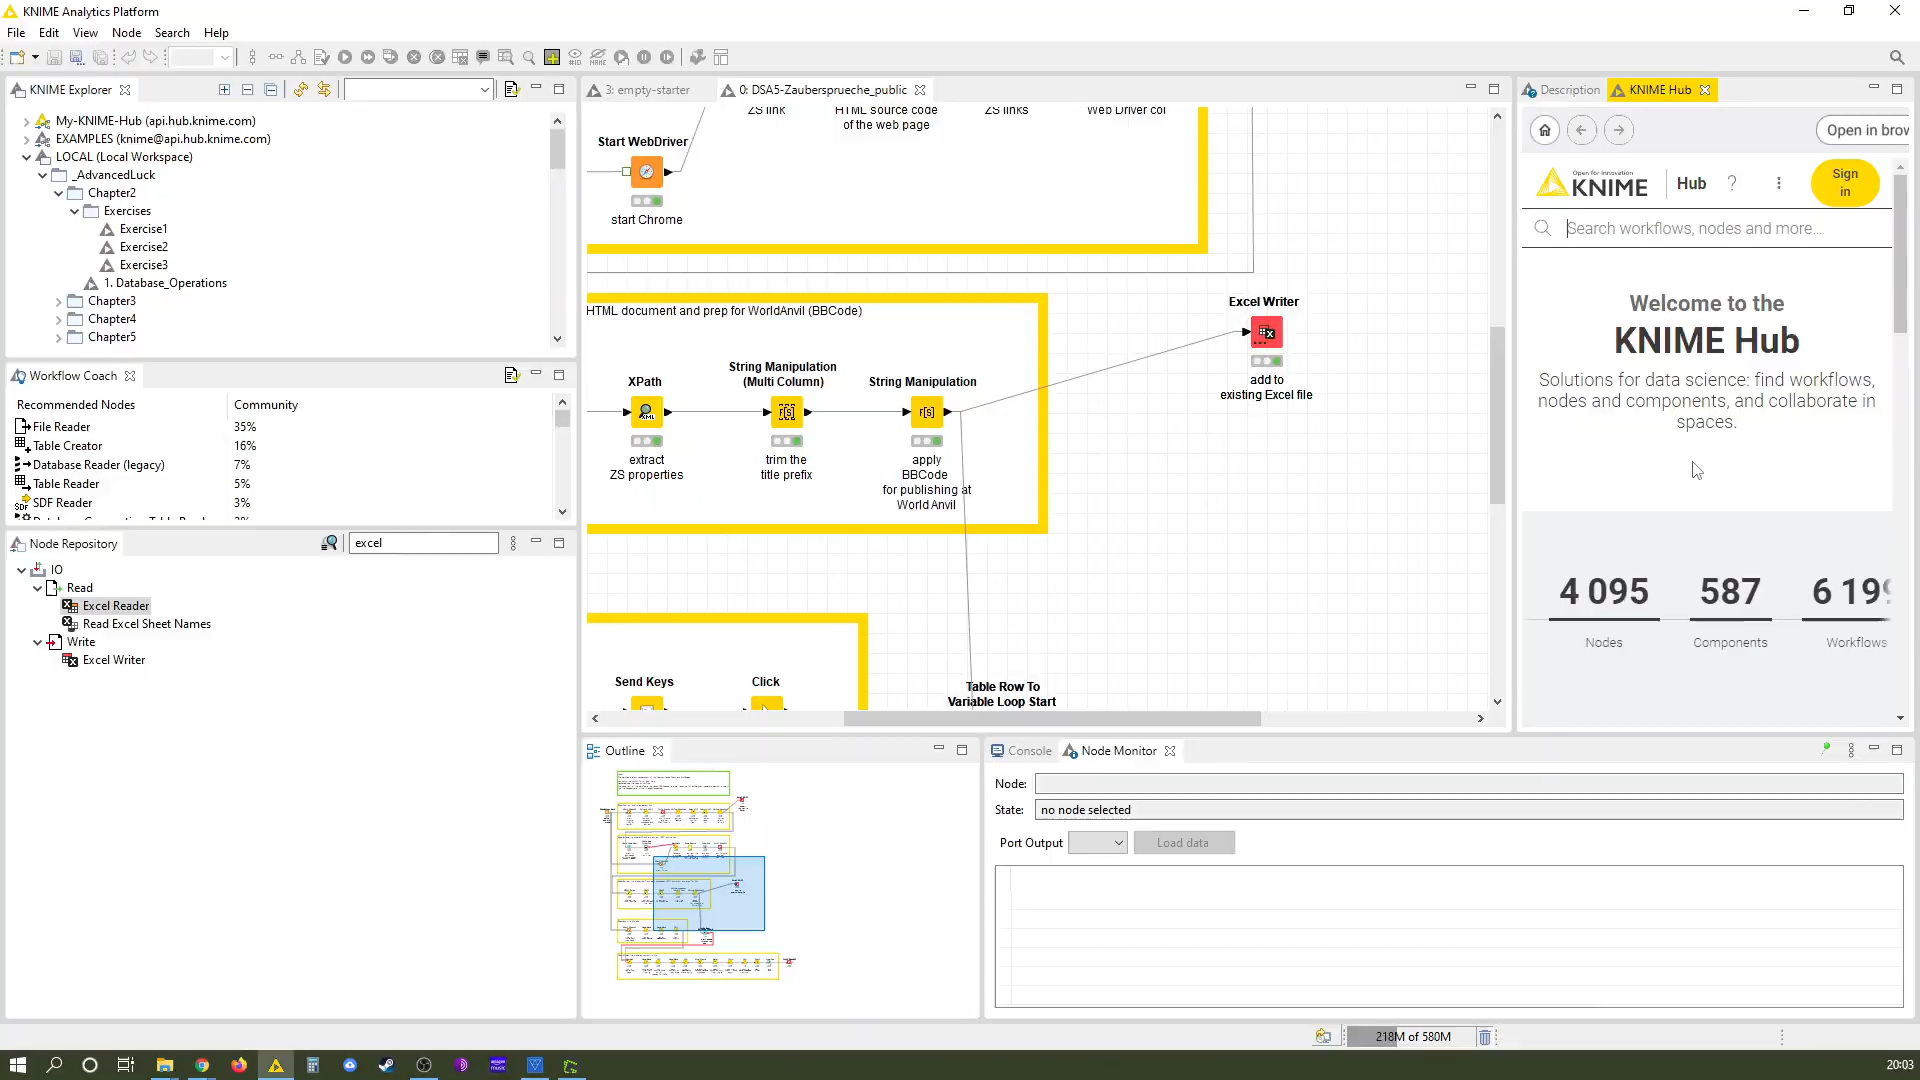 KNIME Analytics Platform
File Edit View Node Search Help
KNIME Explorer
My-KNIME-Hub (api.hub.knime.com)
EXAMPLES (knime@api.hub.knime.com)
LOCAL (Local Workspace)
_AdvancedLuck
Chapter2
Exercises
Exercise1
Exercise2
Exercise3
1. Database_Operations
Chapter3
Chapter4
Chapter5
Workflow Coach
Recommended Nodes Community
File Reader 35%
Table Creator 16%
Database Reader (legacy) 7%
Table Reader 5%
SDF Reader 3%
Node Repository
excel
IO
Read
Excel Reader
Read Excel Sheet Names
Write
Excel Writer
3: empty-starter
0: DSA5-Zaubersprueche_public
ZS link
HTML source code
of the web page
ZS links
Web Driver col
Start WebDriver
start Chrome
HTML document and prep for WorldAnvil (BBCode)
XPath
extract
ZS properties
String Manipulation
(Multi Column)
trim the
title prefix
String Manipulation
apply
BBCode
for publishing at
World Anvil
Excel Writer
add to
existing Excel file
Send Keys
Click
Table Row To
Variable Loop Start
Description
KNIME Hub
Open in brow
Open for Innovation
KNIME
Hub
?
Sign
in
Search workflows, nodes and more...
Welcome to the
KNIME Hub
Solutions for data science: find workflows,
nodes and components, and collaborate in
spaces.
4 095 587 6 199
Nodes Components Workflows
Outline
Console
Node Monitor
Node:
State: no node selected
Port Output
Load data
218M of 580M
20:03